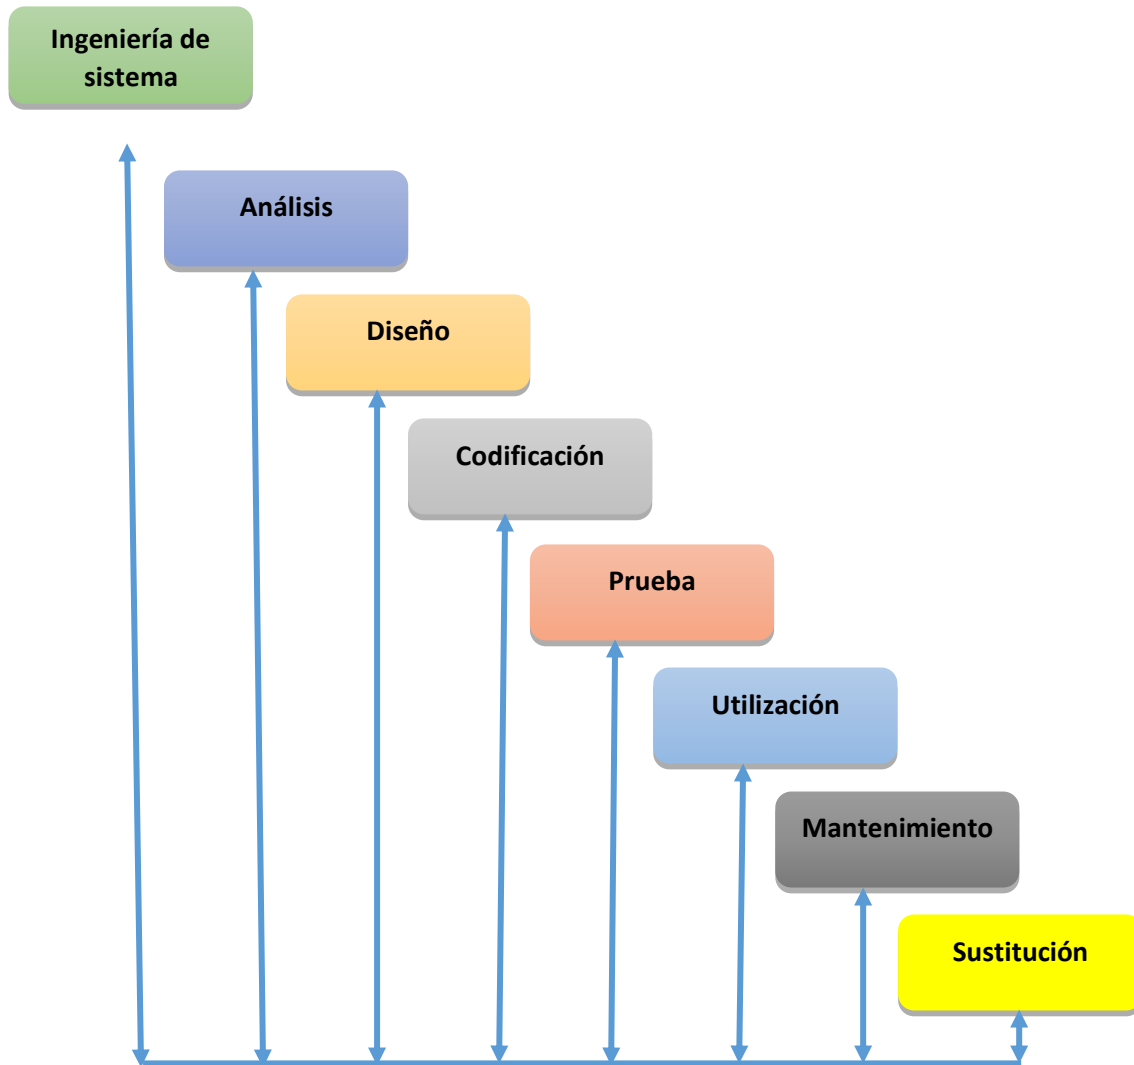 Ingeniería de
sistema
Análisis
Diseño
Codificación
Prueba
Utilización
Mantenimiento
Sustitución